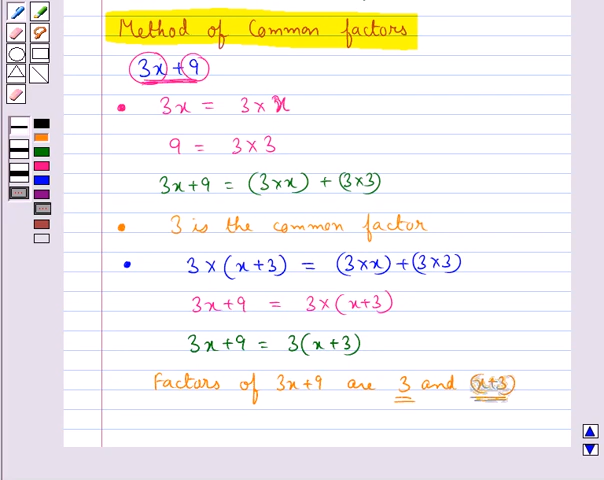 Method of Common factors
3x + 9
• 3x = 3 × x
9 = 3 × 3
3x+9 = (3×x) + (3×3)
• 3 is the common factor
• 3 × (x+3) = (3×x)+(3×3)
3x+9 = 3×(x+3)
3x+9 = 3(x+3)
Factors of 3x+9 are 3 and (x+3)